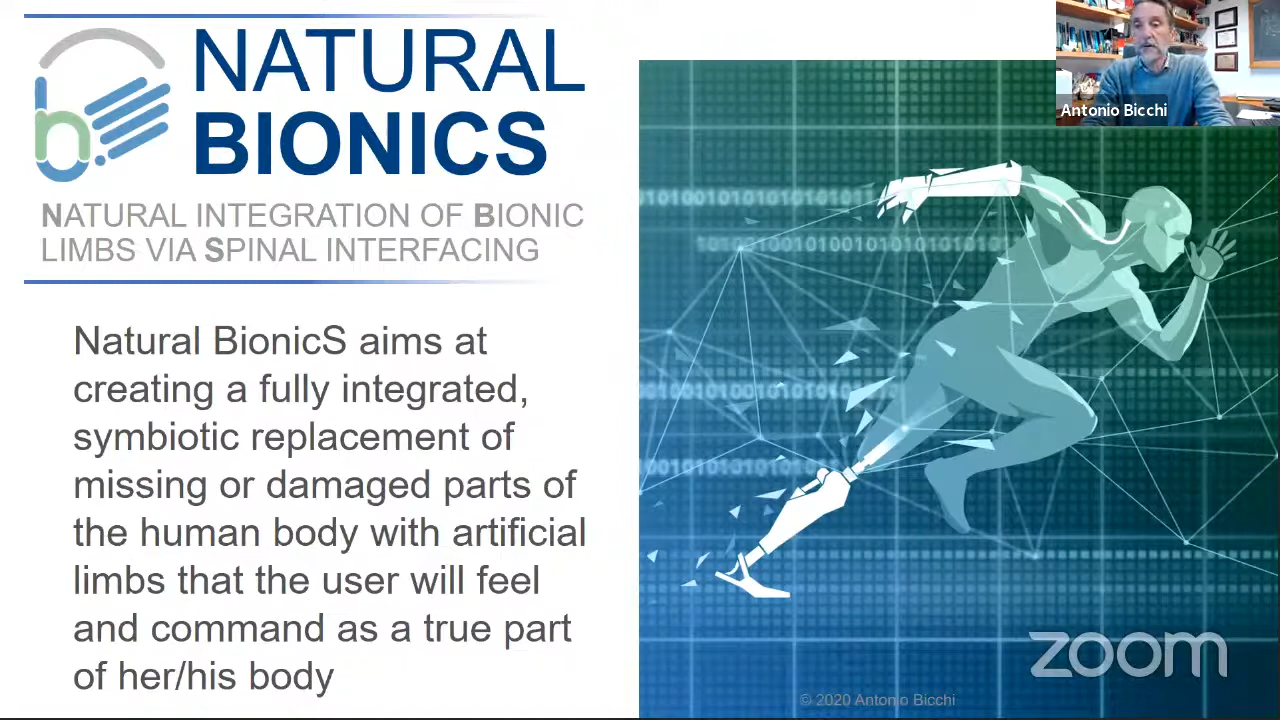 NATURAL
BIONICS
NATURAL INTEGRATION OF BIONIC
LIMBS VIA SPINAL INTERFACING
Natural BionicS aims at
creating a fully integrated,
symbiotic replacement of
missing or damaged parts of
the human body with artificial
limbs that the user will feel
and command as a true part
of her/his body
Antonio Bicchi
zoom
© 2020 Antonio Bicchi